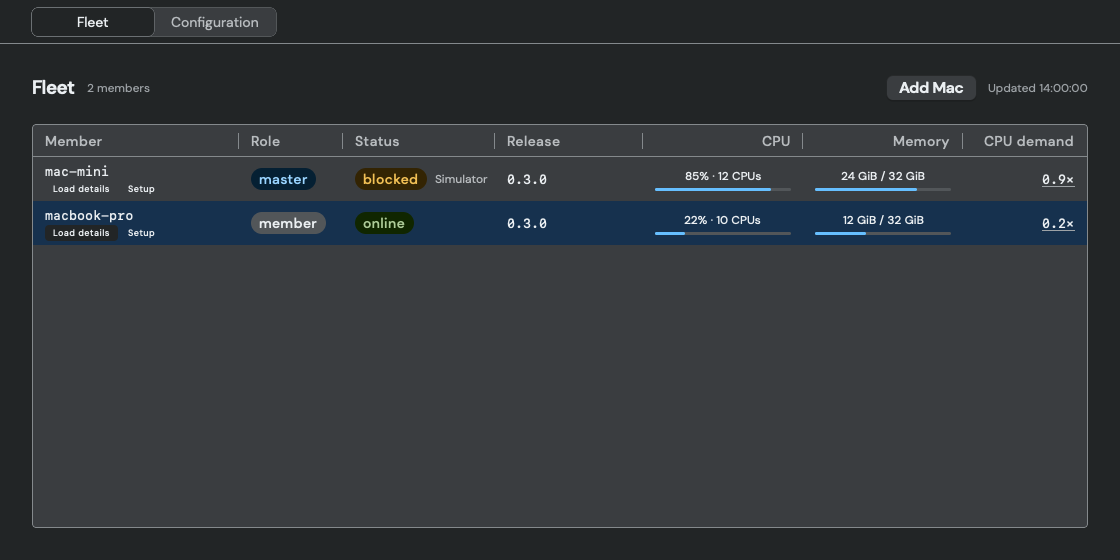 Fleet Configuration
Fleet 2 members Add Mac Updated 14:00:00
Member Role Status Release CPU Memory CPU demand
mac-mini master blocked Simulator 0.3.0 85% · 12 CPUs 24 GiB / 32 GiB 0.9×
Load details Setup
macbook-pro member online 0.3.0 22% · 10 CPUs 12 GiB / 32 GiB 0.2×
Load details Setup